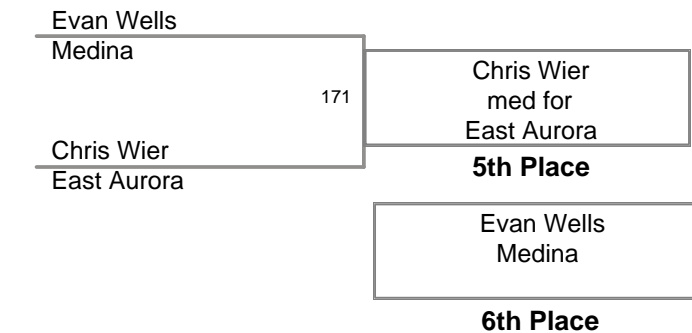 Evan Wells
Medina
171
Chris Wier
East Aurora
Chris Wier
med for
East Aurora
5th Place
Evan Wells
Medina
6th Place